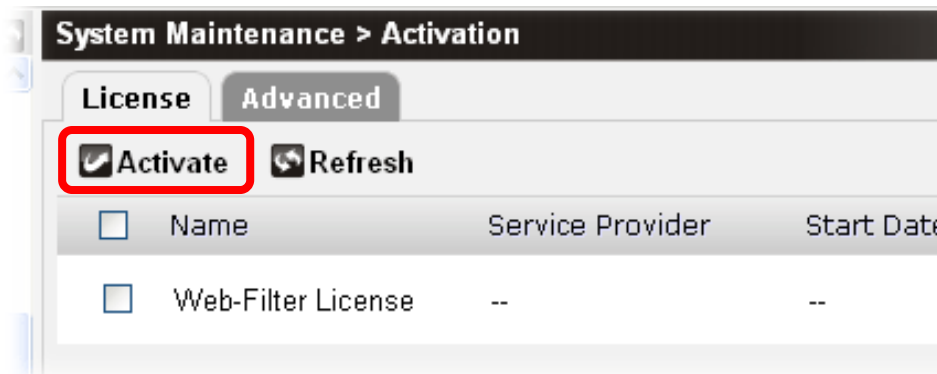 System Maintenance > Activation
License Advanced
Activate Refresh
Name Service Provider Start Date
Web-Filter License -- --